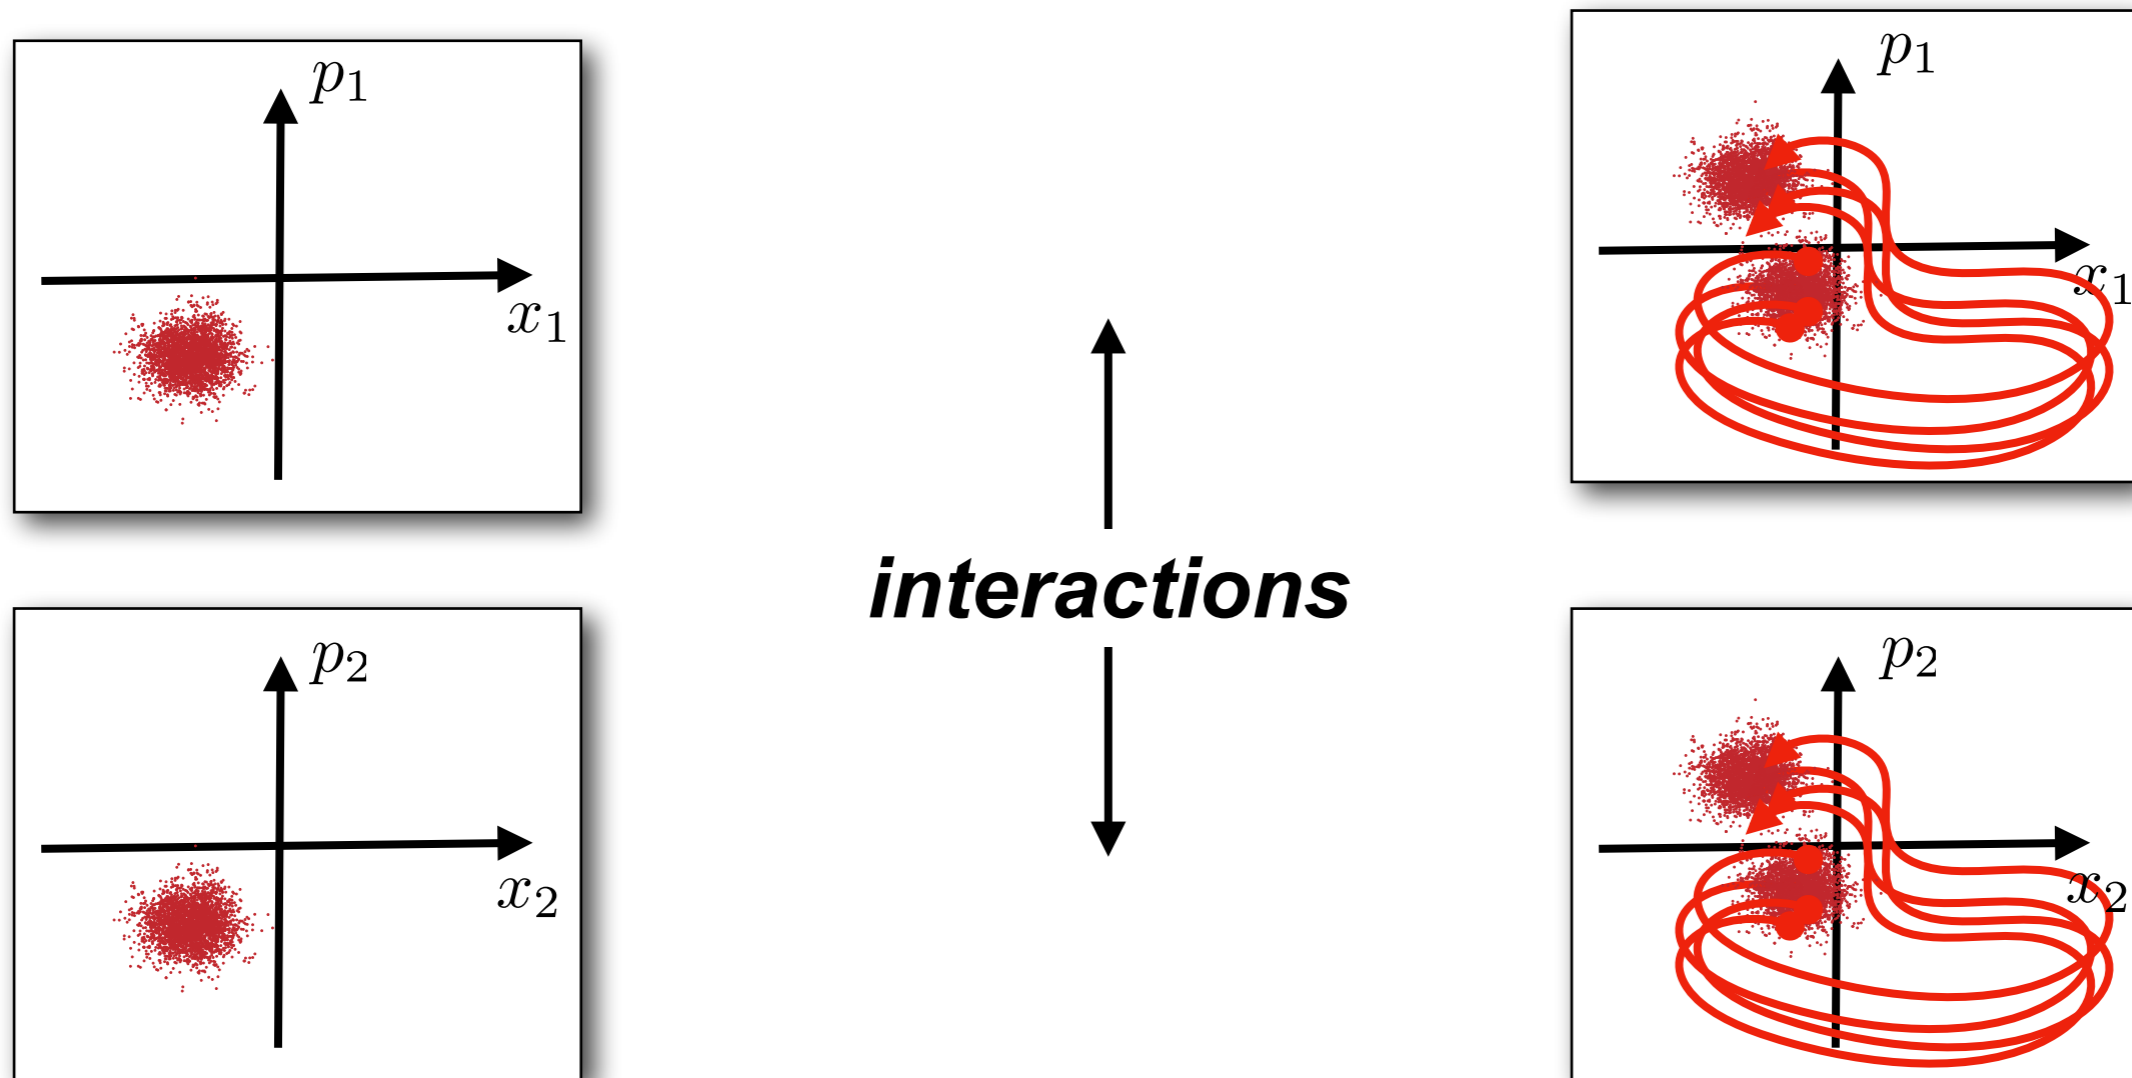 p₁
x₁
p₁
x₁
interactions
p₂
x₂
p₂
x₂